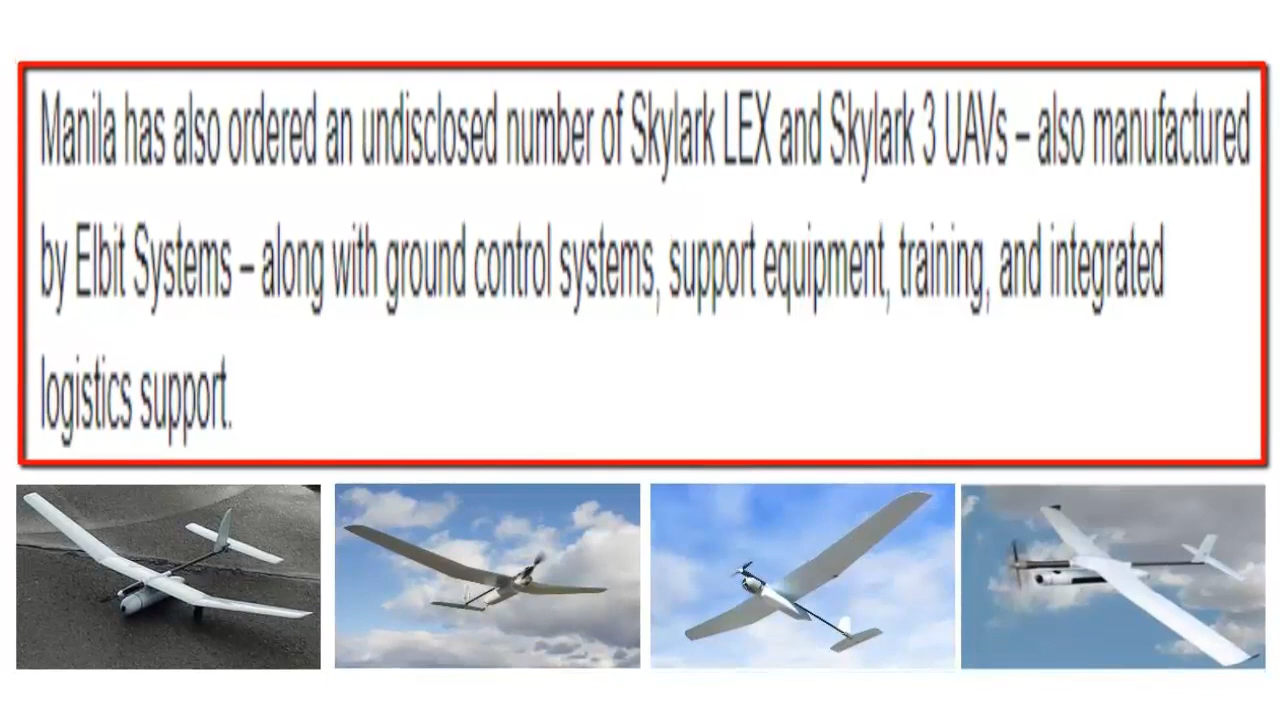 Manila has also ordered an undisclosed number of Skylark LEX and Skylark 3 UAVs – also manufactured
by Elbit Systems – along with ground control systems, support equipment, training, and integrated
logistics support.